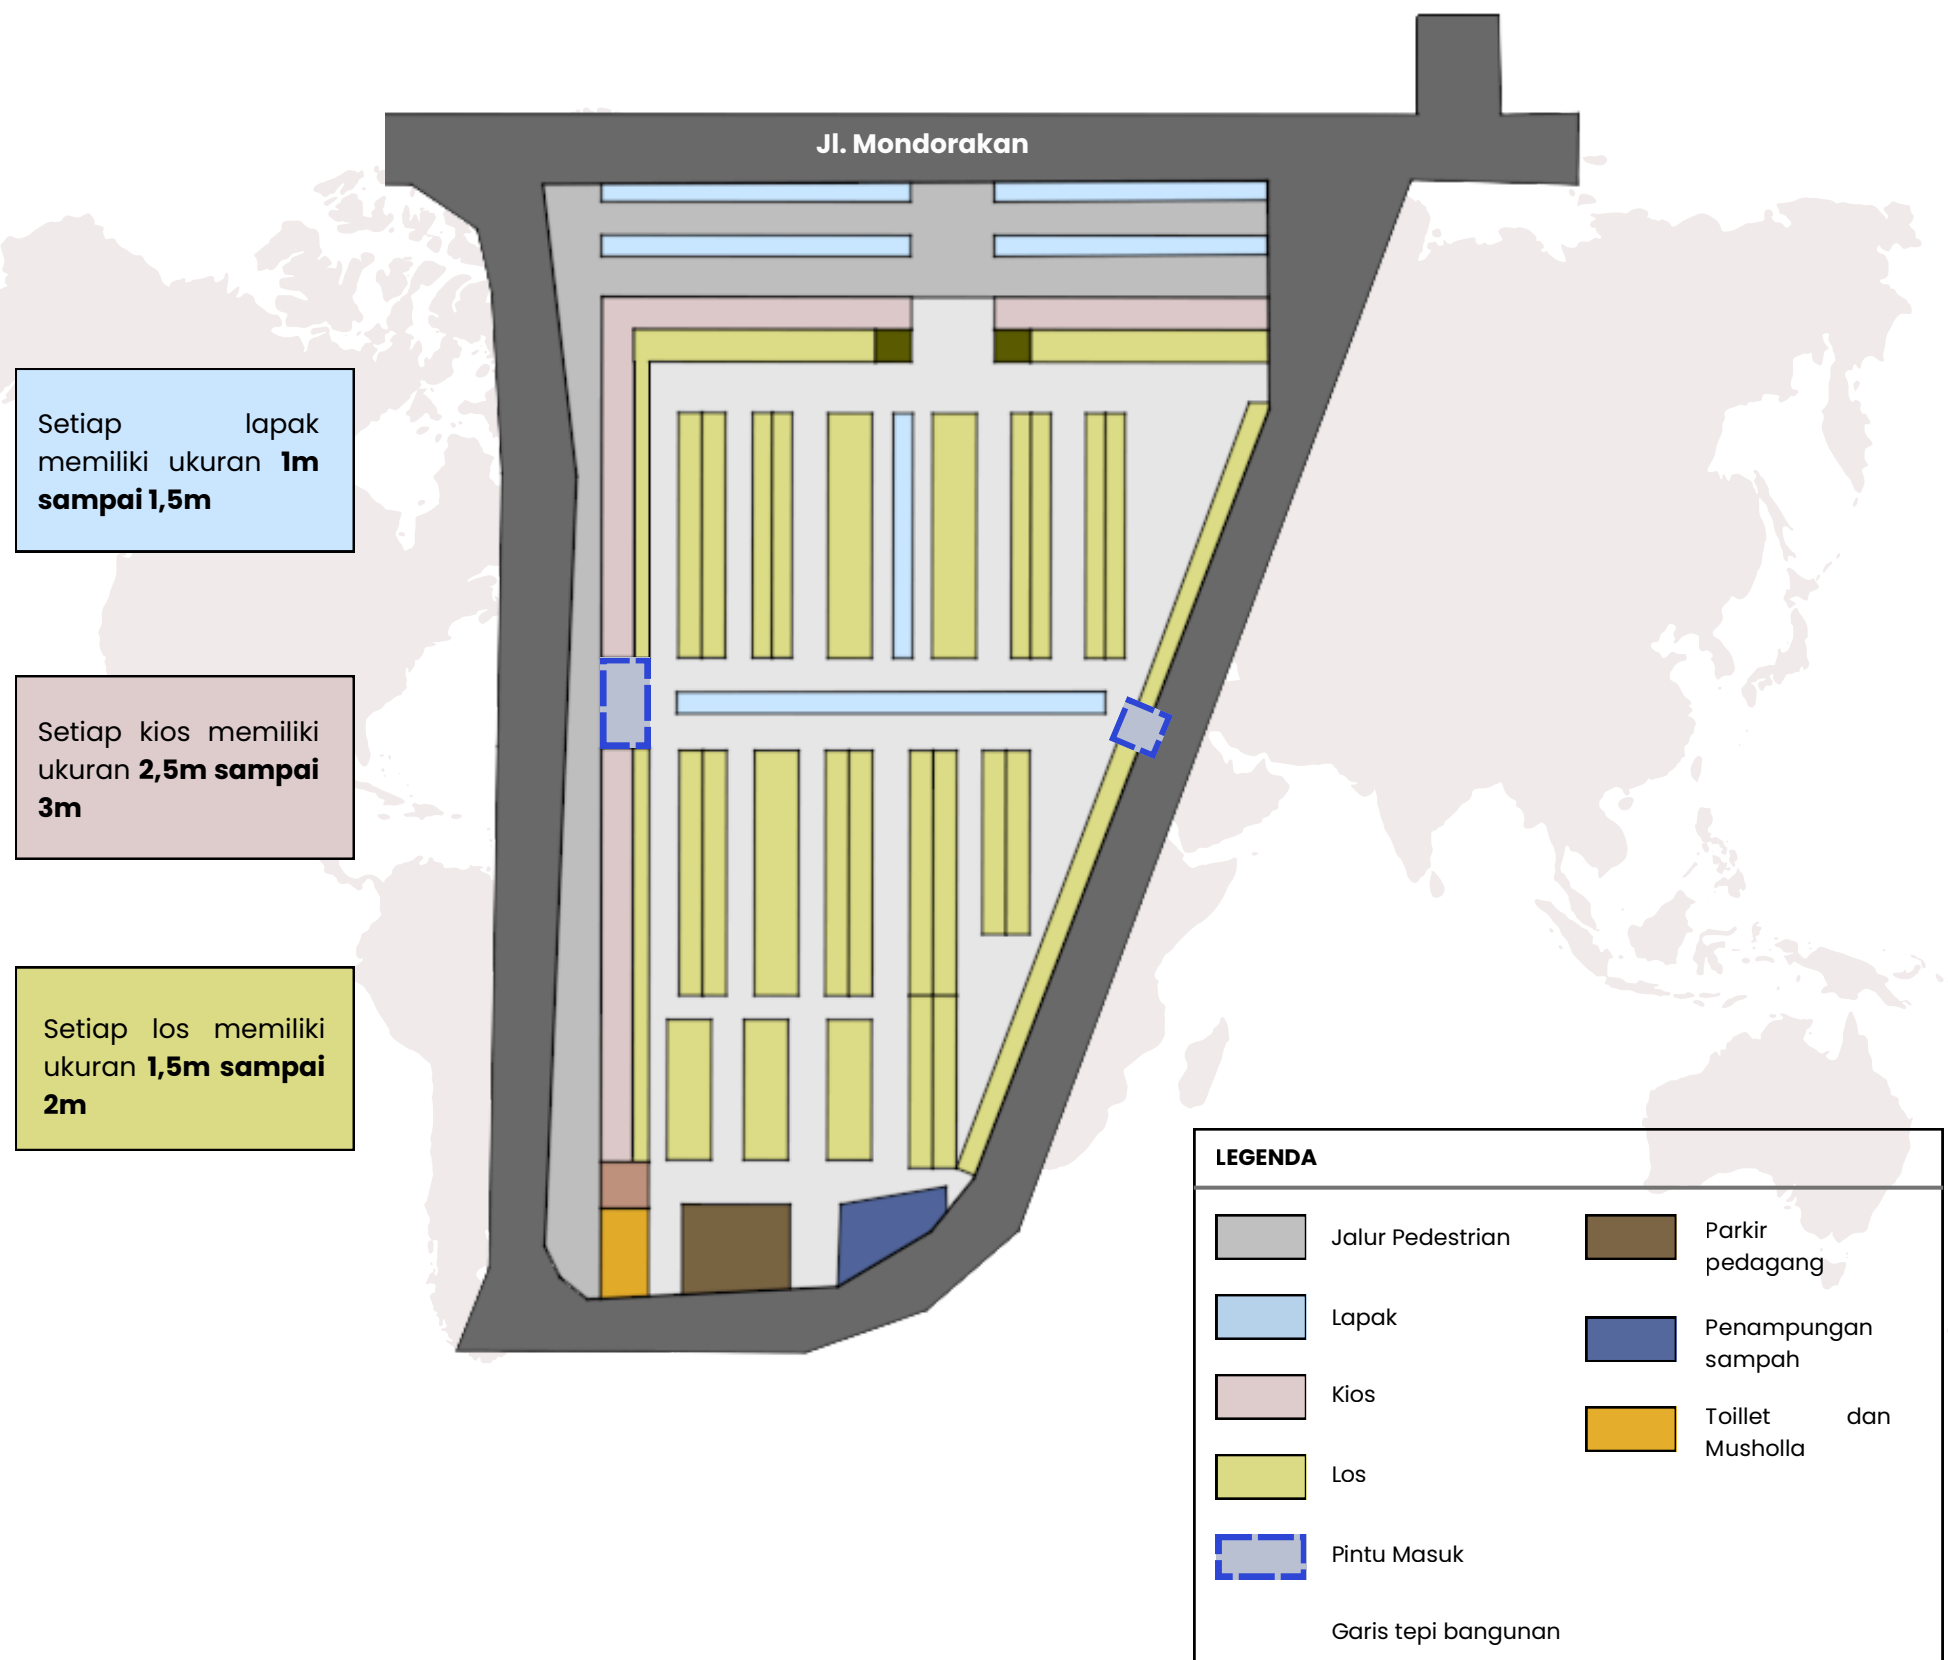 Jl. Mondorakan
Setiap lapak
memiliki ukuran 1m
sampai 1,5m
Setiap kios memiliki
ukuran 2,5m sampai
3m
Setiap los memiliki
ukuran 1,5m sampai
2m
LEGENDA
Jalur Pedestrian
Lapak
Kios
Los
Pintu Masuk
Garis tepi bangunan
Parkir
pedagang
Penampungan
sampah
Toillet dan
Musholla